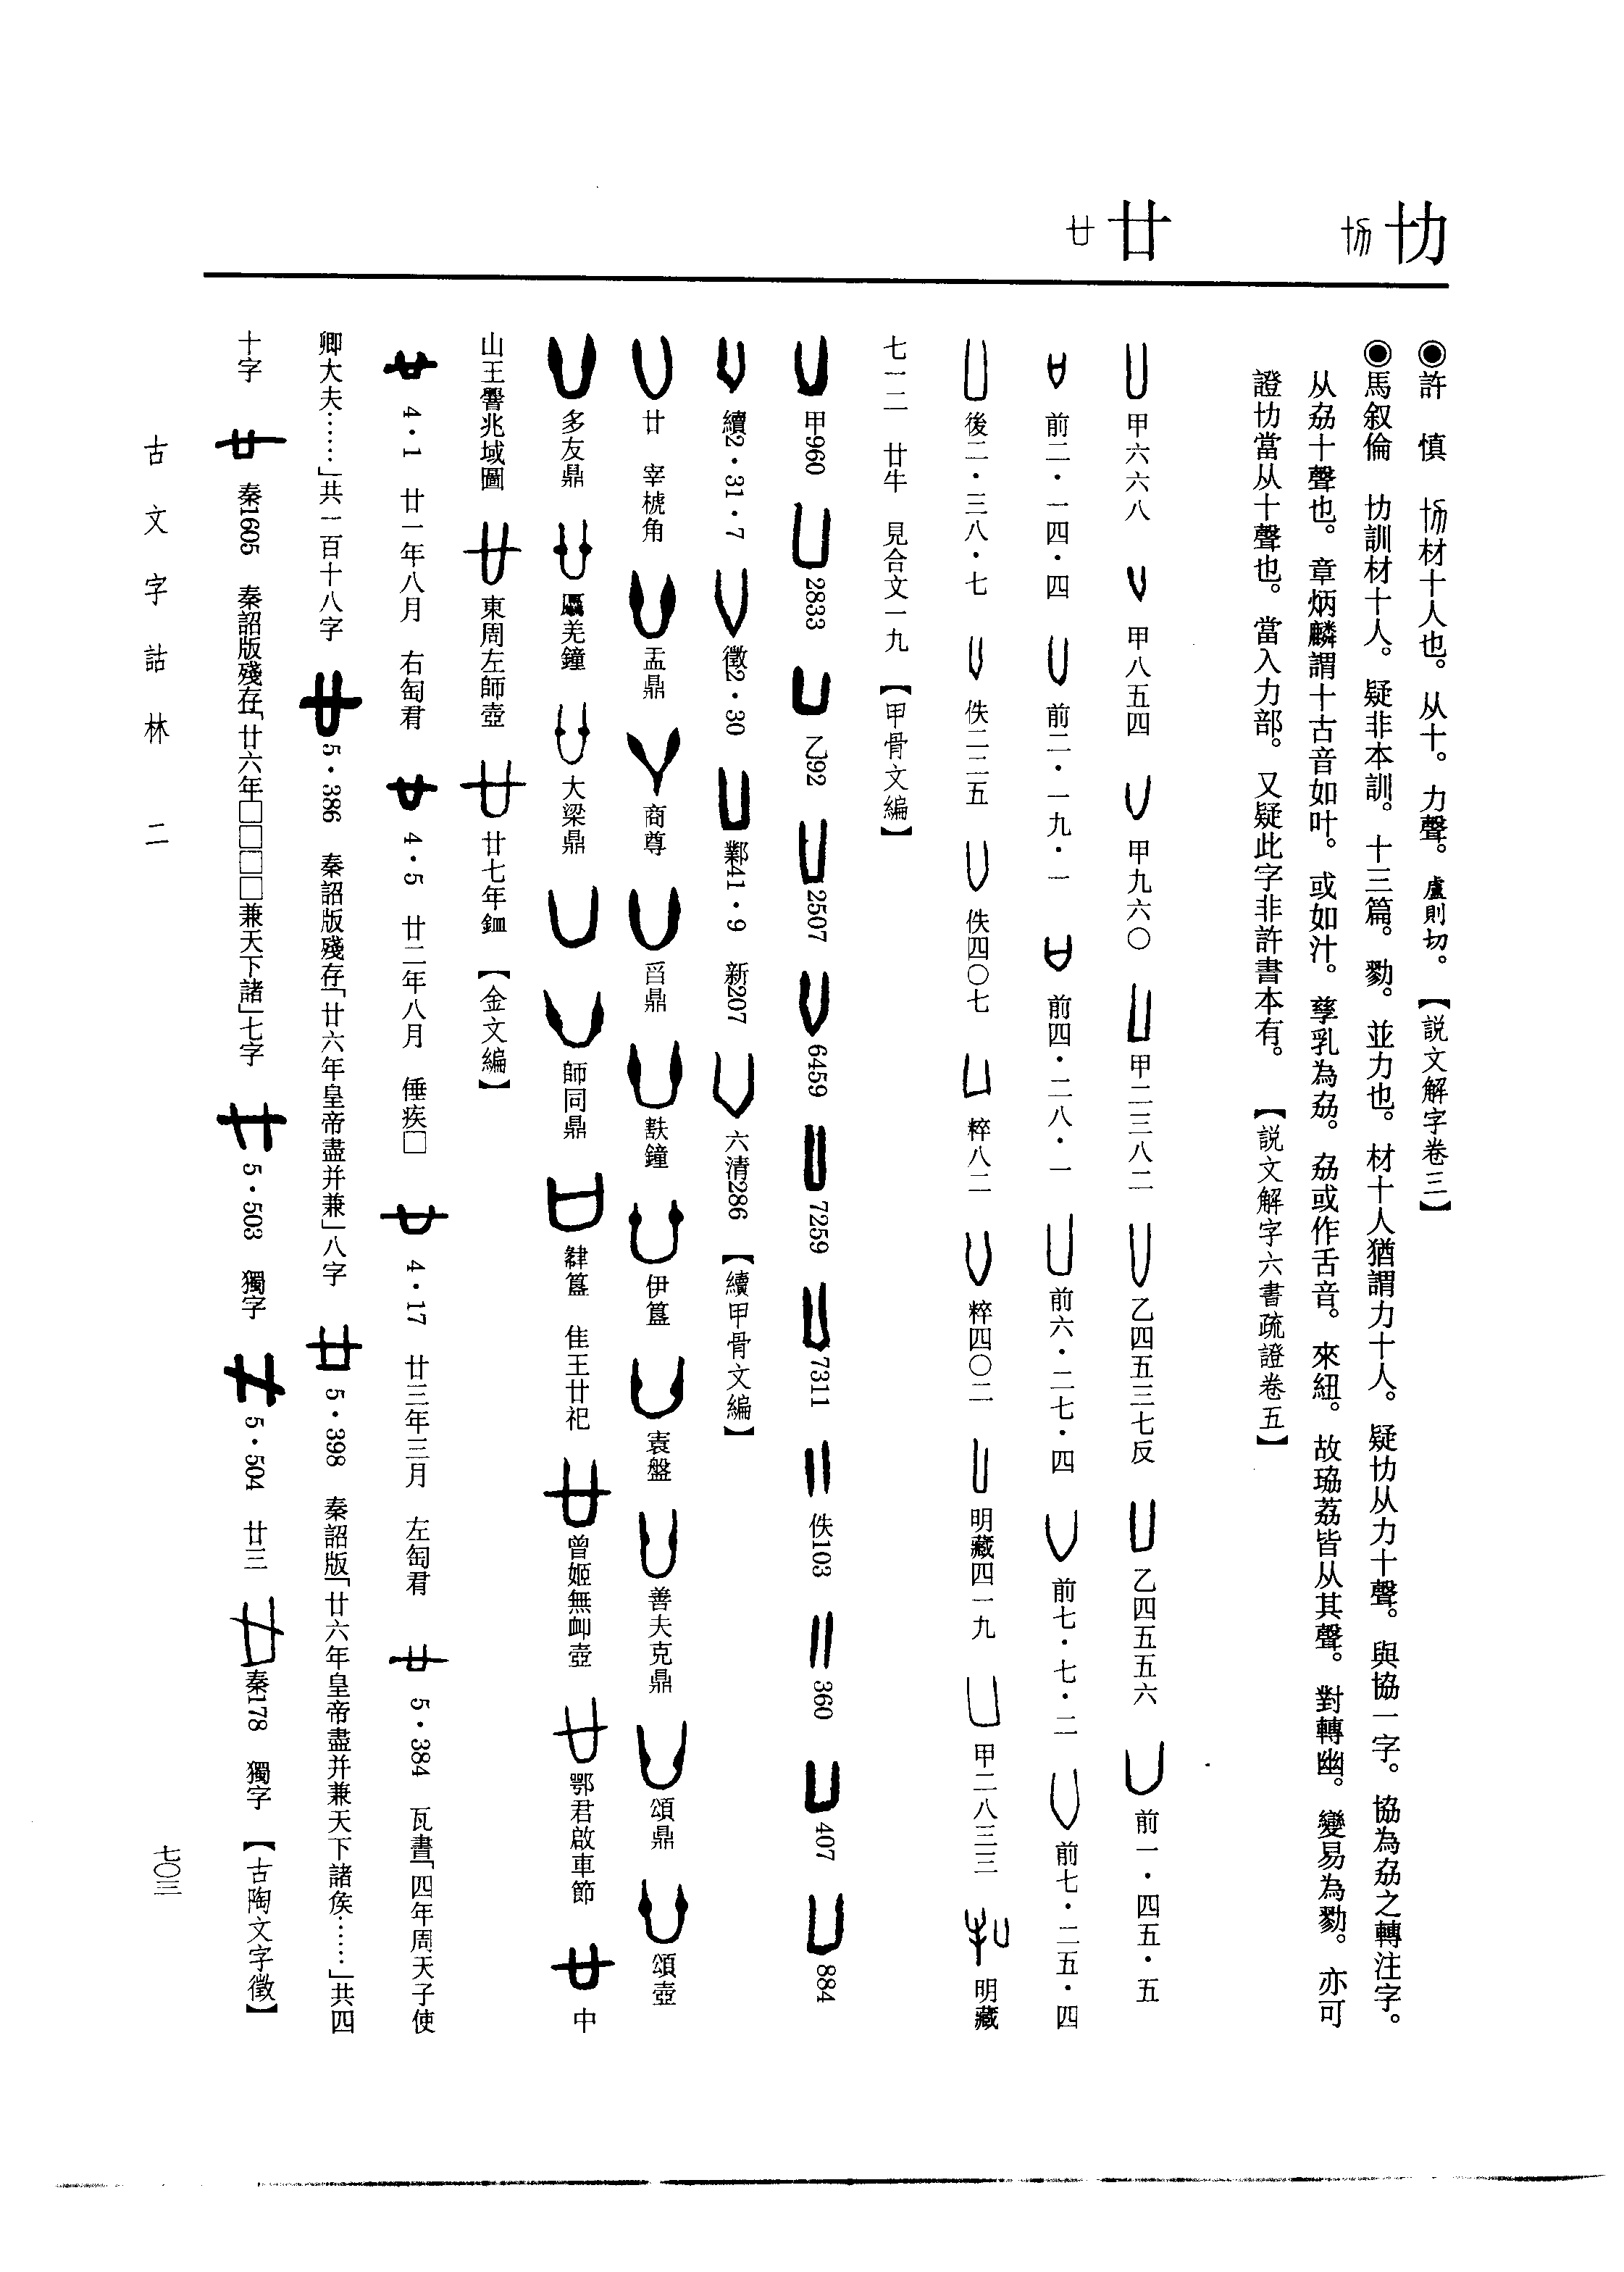 㔹
廿
◉許　慎　材十人也。从十。力聲。盧則切。【說文解字卷三】
◉馬叙倫　㔹訓材十人。疑非本訓。十三篇。勠。並力也。材十人猶謂力十人。疑㔹从力十聲。與協一字。協為劦之轉注字。
从劦十聲也。章炳麟謂十古音如叶。或如汁。孳乳為劦。劦或作舌音。來紐。故珕荔皆从其聲。對轉幽。變易為勠。亦可
證㔹當从十聲也。當入力部。又疑此字非許書本有。【說文解字六書疏證卷五】
甲六六八　甲八五四　甲九六〇　甲二三八二　乙四五三七反　乙四五五六　前一·四五·五
前二·一四·四　前二·一九·一　前四·二八·一　前六·二七·四　前七·七·二　前七·二五·四
後二·三八·七　佚二二五　佚四〇七　粹八二　粹四〇二　明藏四一九　甲二八三三　明藏
七一二　廿牛　見合文一九　【甲骨文編】
甲960　2833　乙92　2507　6459　7259　7311　佚103　360　407　884
續2·31·7　徵2·30　鄴41·9　新207　六清286　【續甲骨文編】
廿　宰椃角　盂鼎　商尊　舀鼎　㝬鐘　伊簋　袁盤　善夫克鼎　頌鼎　頌壺
多友鼎　羌鐘　大梁鼎　師同鼎　簋　隹王廿祀　曾姬無卹壺　鄂君啟車節　中
山王兆域圖　東周左師壺　廿七年鈿　【金文編】
4·1　廿一年八月　右匋君　4·5　廿二年八月　倕疾□　4·17　廿三年三月　左匋君　5·384　瓦書「四年周天子使
卿大夫……」共一百十八字　5·386　秦詔版殘存「廿六年皇帝盡并兼」八字　5·398　秦詔版「廿六年皇帝盡并兼天下諸矦……」共四
十字　秦1605　秦詔版殘存「廿六年□□□□兼天下諸」七字　5·503　獨字　5·504　廿三　秦178　獨字　【古陶文字徵】
古文字詁林　二
七〇三